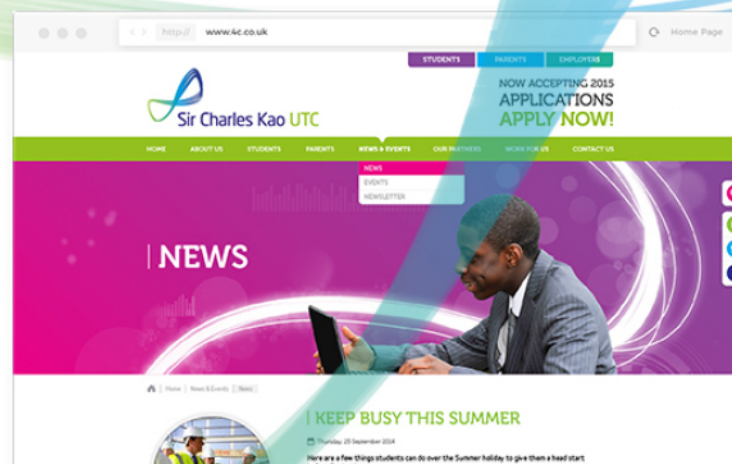 http:// www.4c.co.uk Home Page
STUDENTS PARENTS EMPLOYERS
NOW ACCEPTING 2015
APPLICATIONS
APPLY NOW!
Sir Charles Kao UTC
HOME ABOUT US STUDENTS PARENTS NEWS & EVENTS OUR PARTNERS WORK FOR US CONTACT US
NEWS
EVENTS
NEWSLETTER
NEWS
Home News & Events News
KEEP BUSY THIS SUMMER
Thursday, 25 September 2014
Here are a few things students can do over the Summer holiday to give them a head start